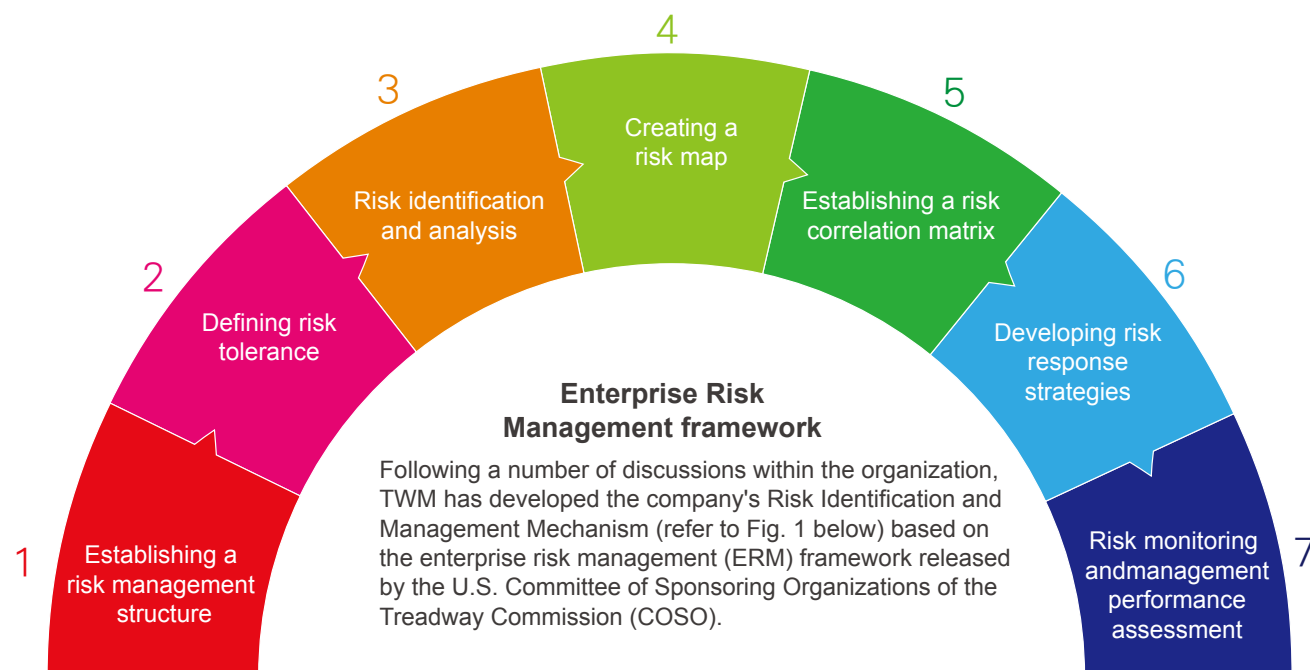 1
Establishing a
risk management
structure
2
Defining risk
tolerance
3
Risk identification
and analysis
4
Creating a
risk map
5
Establishing a risk
correlation matrix
6
Developing risk
response
strategies
7
Risk monitoring
andmanagement
performance
assessment
Enterprise Risk
Management framework
Following a number of discussions within the organization,
TWM has developed the company's Risk Identification and
Management Mechanism (refer to Fig. 1 below) based on
the enterprise risk management (ERM) framework released
by the U.S. Committee of Sponsoring Organizations of the
Treadway Commission (COSO).